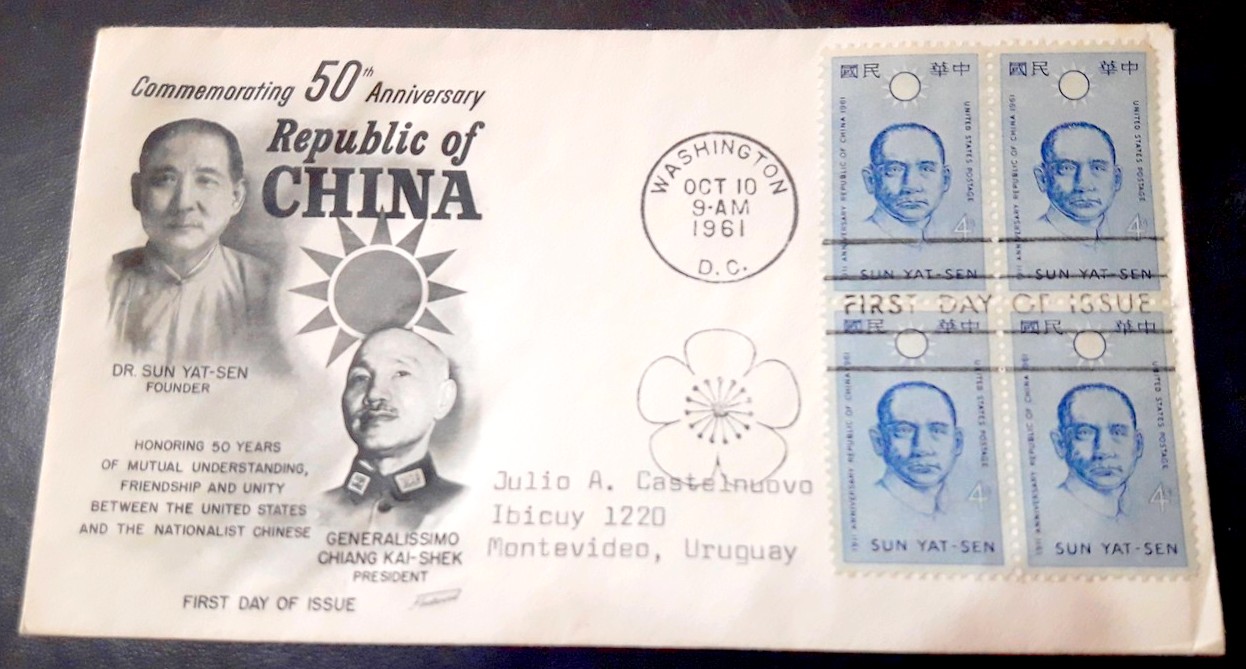 Commemorating 50th Anniversary
Republic of
CHINA
DR. SUN YAT-SEN
FOUNDER
HONORING 50 YEARS
OF MUTUAL UNDERSTANDING,
FRIENDSHIP AND UNITY
BETWEEN THE UNITED STATES
AND THE NATIONALIST CHINESE
GENERALISSIMO
CHIANG KAI-SHEK
PRESIDENT
FIRST DAY OF ISSUE
Fleetwood
WASHINGTON
OCT 10
9-AM
1961
D.C.
Julio A. Castelnuovo
Ibicuy 1220
Montevideo, Uruguay
國民 華中
1911 ANNIVERSARY REPUBLIC OF CHINA 1961
UNITED STATES POSTAGE
4¢
SUN YAT-SEN
國民 華中
1911 ANNIVERSARY REPUBLIC OF CHINA 1961
UNITED STATES POSTAGE
4¢
SUN YAT-SEN
FIRST DAY OF ISSUE
國民 華中
1911 ANNIVERSARY REPUBLIC OF CHINA 1961
UNITED STATES POSTAGE
4¢
SUN YAT-SEN
國民 華中
1911 ANNIVERSARY REPUBLIC OF CHINA 1961
UNITED STATES POSTAGE
4¢
SUN YAT-SEN